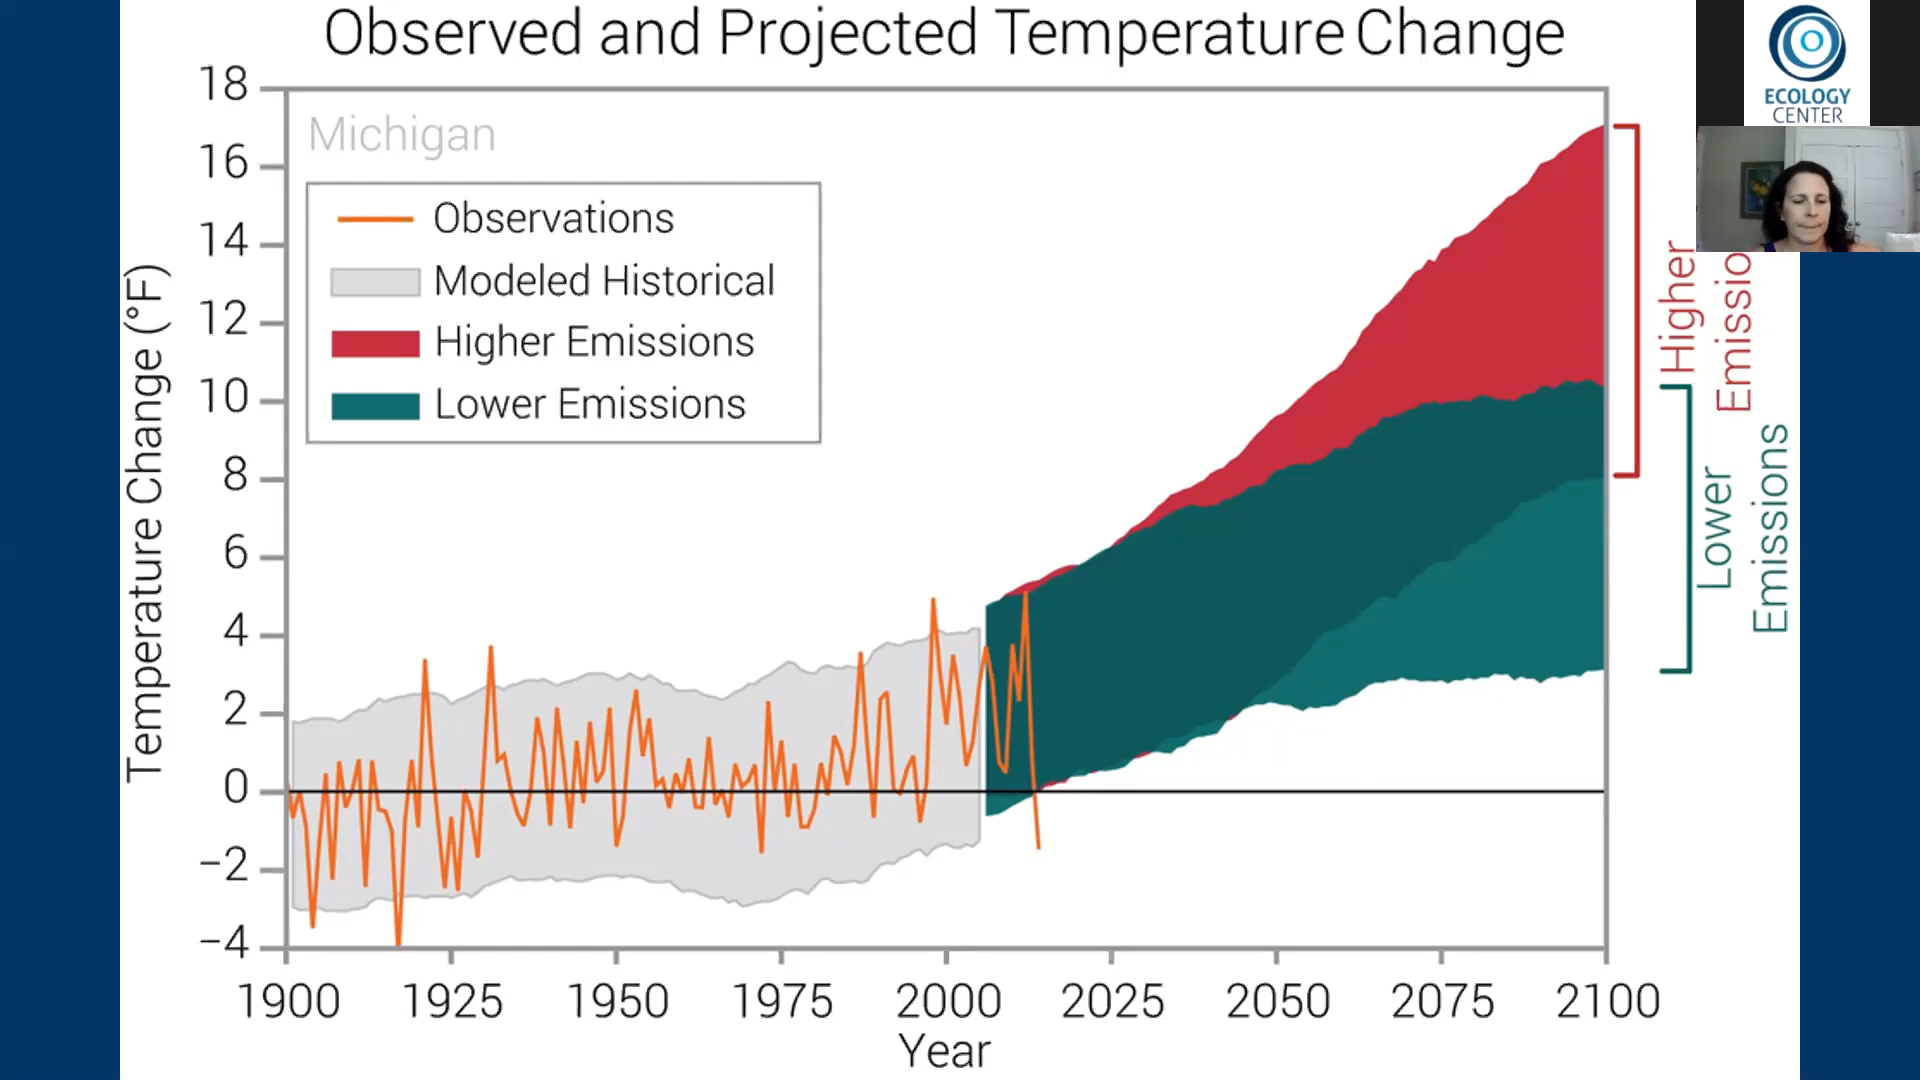 Observed and Projected Temperature Change
ECOLOGY
CENTER
18
16
14
12
10
8
6
4
2
0
−2
−4
Temperature Change (°F)
Michigan
Observations
Modeled Historical
Higher Emissions
Lower Emissions
Higher
Emissio
Lower
Emissions
1900 1925 1950 1975 2000 2025 2050 2075 2100
Year